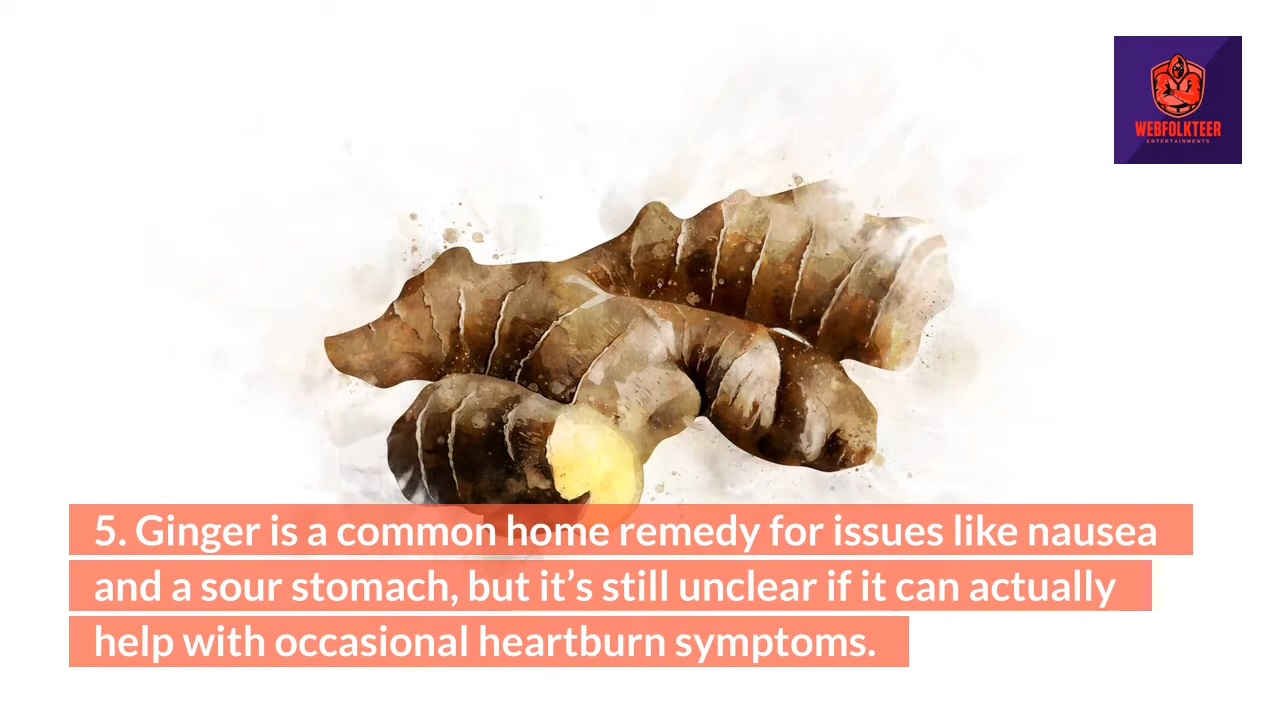 WEBFOLKTEER
ENTERTAINMENTS
5. Ginger is a common home remedy for issues like nausea
and a sour stomach, but it’s still unclear if it can actually
help with occasional heartburn symptoms.